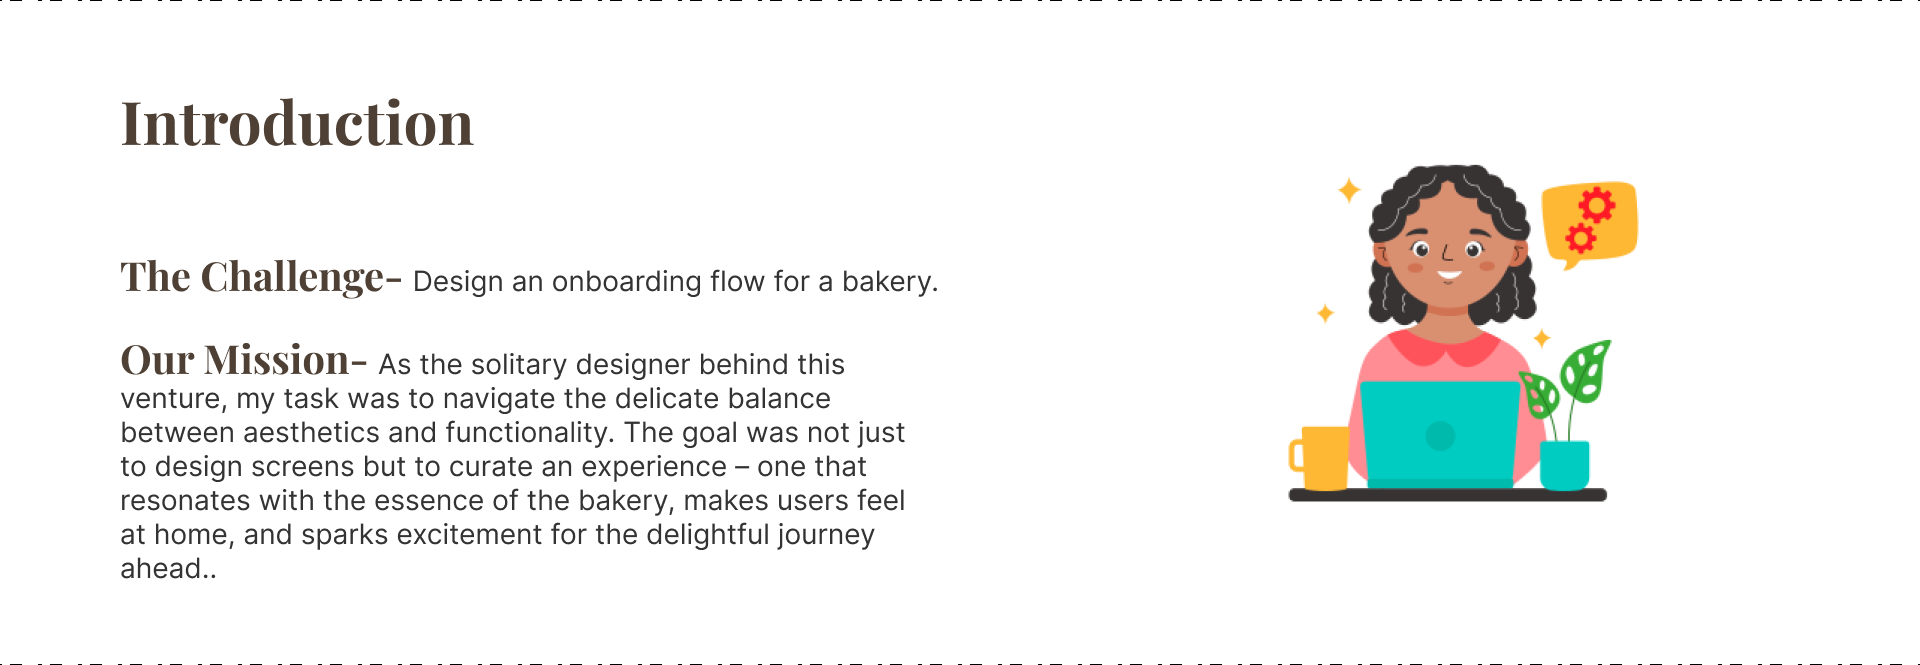 Introduction
The Challenge- Design an onboarding flow for a bakery.
Our Mission- As the solitary designer behind this
venture, my task was to navigate the delicate balance
between aesthetics and functionality. The goal was not just
to design screens but to curate an experience – one that
resonates with the essence of the bakery, makes users feel
at home, and sparks excitement for the delightful journey
ahead..